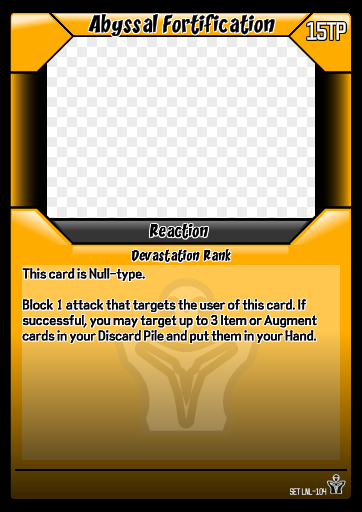 Abyssal Fortification
15TP
Reaction
Devastation Rank
This card is Null-type.
Block 1 attack that targets the user of this card. If
successful, you may target up to 3 Item or Augment
cards in your Discard Pile and put them in your Hand.
SET LNL-104